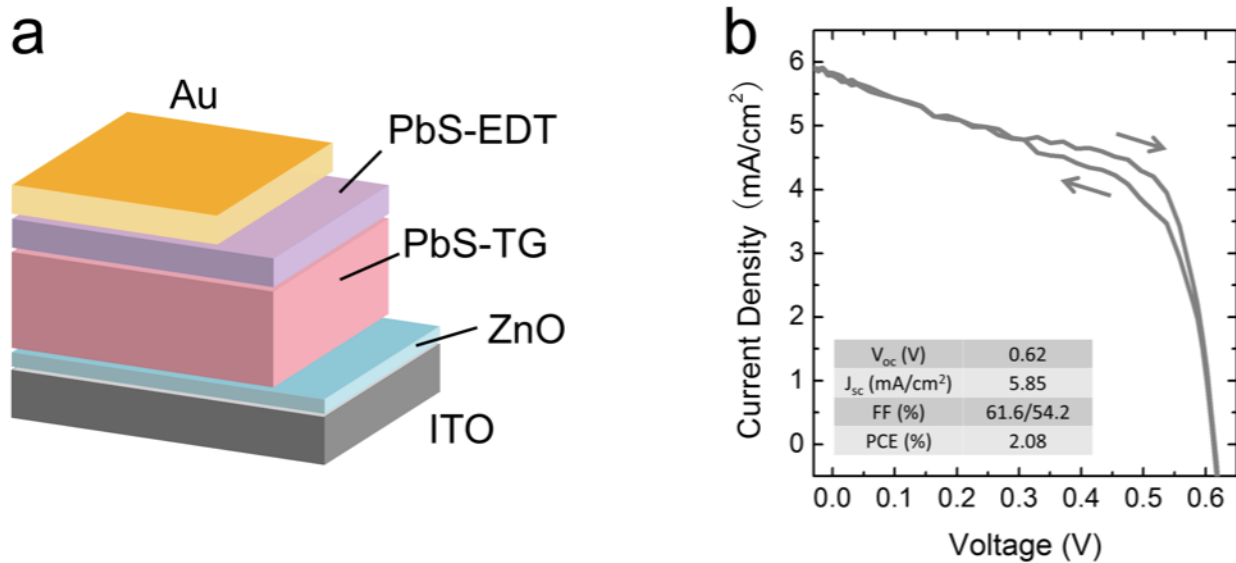 a
Au
PbS-EDT
PbS-TG
ZnO
ITO
b
Current Density (mA/cm²)
6
5
4
3
2
1
0
V_oc (V) 0.62
J_sc (mA/cm²) 5.85
FF (%) 61.6/54.2
PCE (%) 2.08
0.0 0.1 0.2 0.3 0.4 0.5 0.6
Voltage (V)